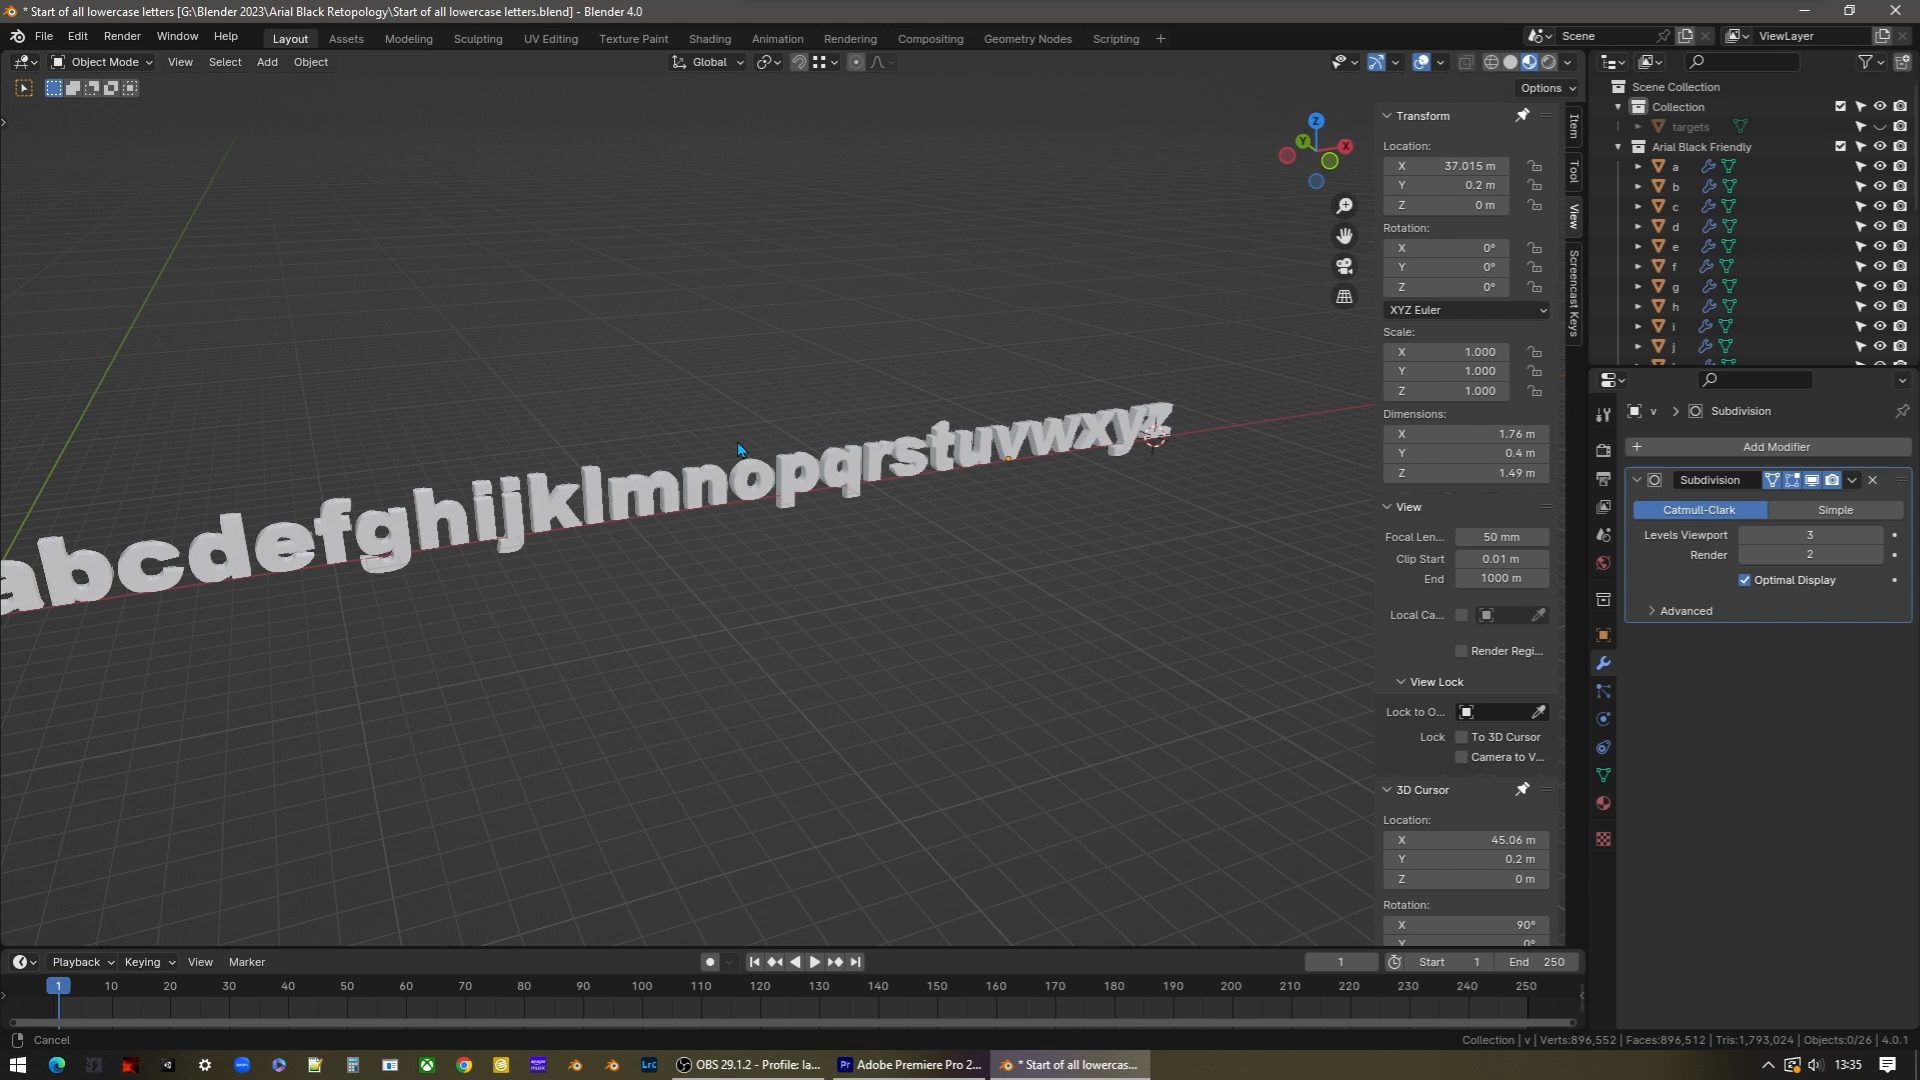 * Start of all lowercase letters [G:\Blender 2023\Arial Black Retopology\Start of all lowercase letters.blend] - Blender 4.0
File Edit Render Window Help Layout Assets Modeling Sculpting UV Editing Texture Paint Shading Animation Rendering Compositing Geometry Nodes Scripting + Scene ViewLayer
Object Mode View Select Add Object Global
Options
Scene Collection
Collection
targets
Arial Black Friendly
a
b
c
d
e
f
g
h
i
j
Z
Y
X
Item
Tool
View
Screencast Keys
Transform
Location:
X 37.015 m
Y 0.2 m
Z 0 m
Rotation:
X 0°
Y 0°
Z 0°
XYZ Euler
Scale:
X 1.000
Y 1.000
Z 1.000
Dimensions:
X 1.76 m
Y 0.4 m
Z 1.49 m
View
Focal Len... 50 mm
Clip Start 0.01 m
End 1000 m
Local Ca...
Render Regi...
View Lock
Lock to O...
Lock To 3D Cursor
Camera to V...
3D Cursor
Location:
X 45.06 m
Y 0.2 m
Z 0 m
Rotation:
X 90°
Y 0°
abcdefghijklmnopqrstuvwxyz
v > Subdivision
+ Add Modifier
Subdivision
Catmull-Clark Simple
Levels Viewport 3
Render 2
Optimal Display
Advanced
Playback Keying View Marker 1 Start 1 End 250
1 10 20 30 40 50 60 70 80 90 100 110 120 130 140 150 160 170 180 190 200 210 220 230 240 250
Cancel
Collection | v | Verts:896,552 | Faces:896,512 | Tris:1,793,024 | Objects:0/26 | 4.0.1
Lrc OBS 29.1.2 - Profile: la... Pr Adobe Premiere Pro 2... * Start of all lowercas... 13:35